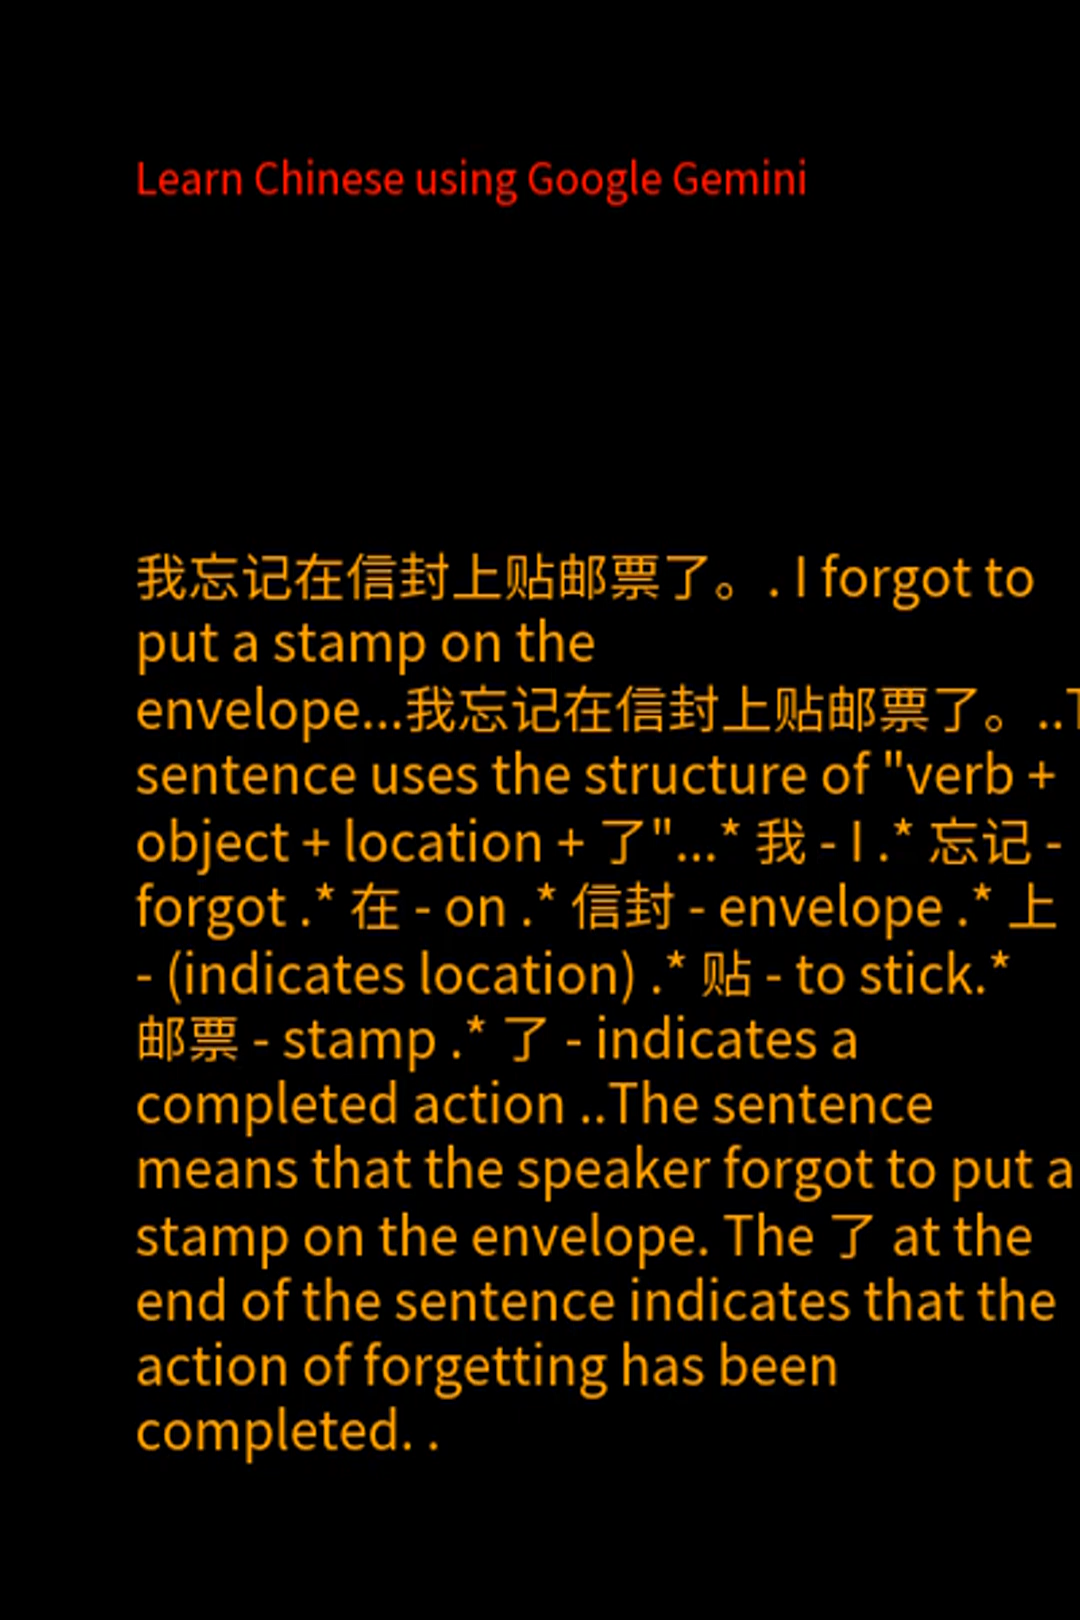 Learn Chinese using Google Gemini
我忘记在信封上贴邮票了。. I forgot to
put a stamp on the
envelope...我忘记在信封上贴邮票了。..T
sentence uses the structure of "verb +
object + location + 了"...* 我 - I .* 忘记 -
forgot .* 在 - on .* 信封 - envelope .* 上
- (indicates location) .* 贴 - to stick.*
邮票 - stamp .* 了 - indicates a
completed action ..The sentence
means that the speaker forgot to put a
stamp on the envelope. The 了 at the
end of the sentence indicates that the
action of forgetting has been
completed. .